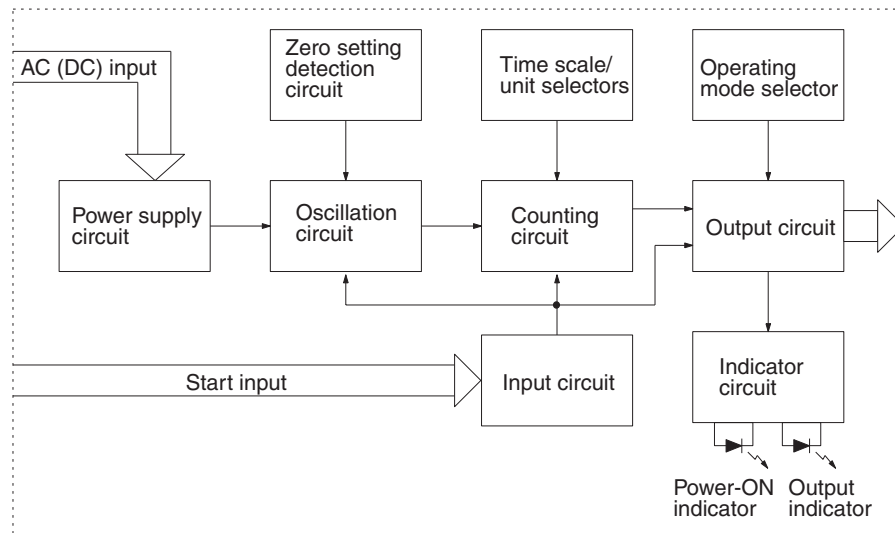 AC (DC) input
Zero setting
detection
circuit
Time scale/
unit selectors
Operating
mode selector
Power supply
circuit
Oscillation
circuit
Counting
circuit
Output circuit
Start input
Input circuit
Indicator
circuit
Power-ON
indicator
Output
indicator